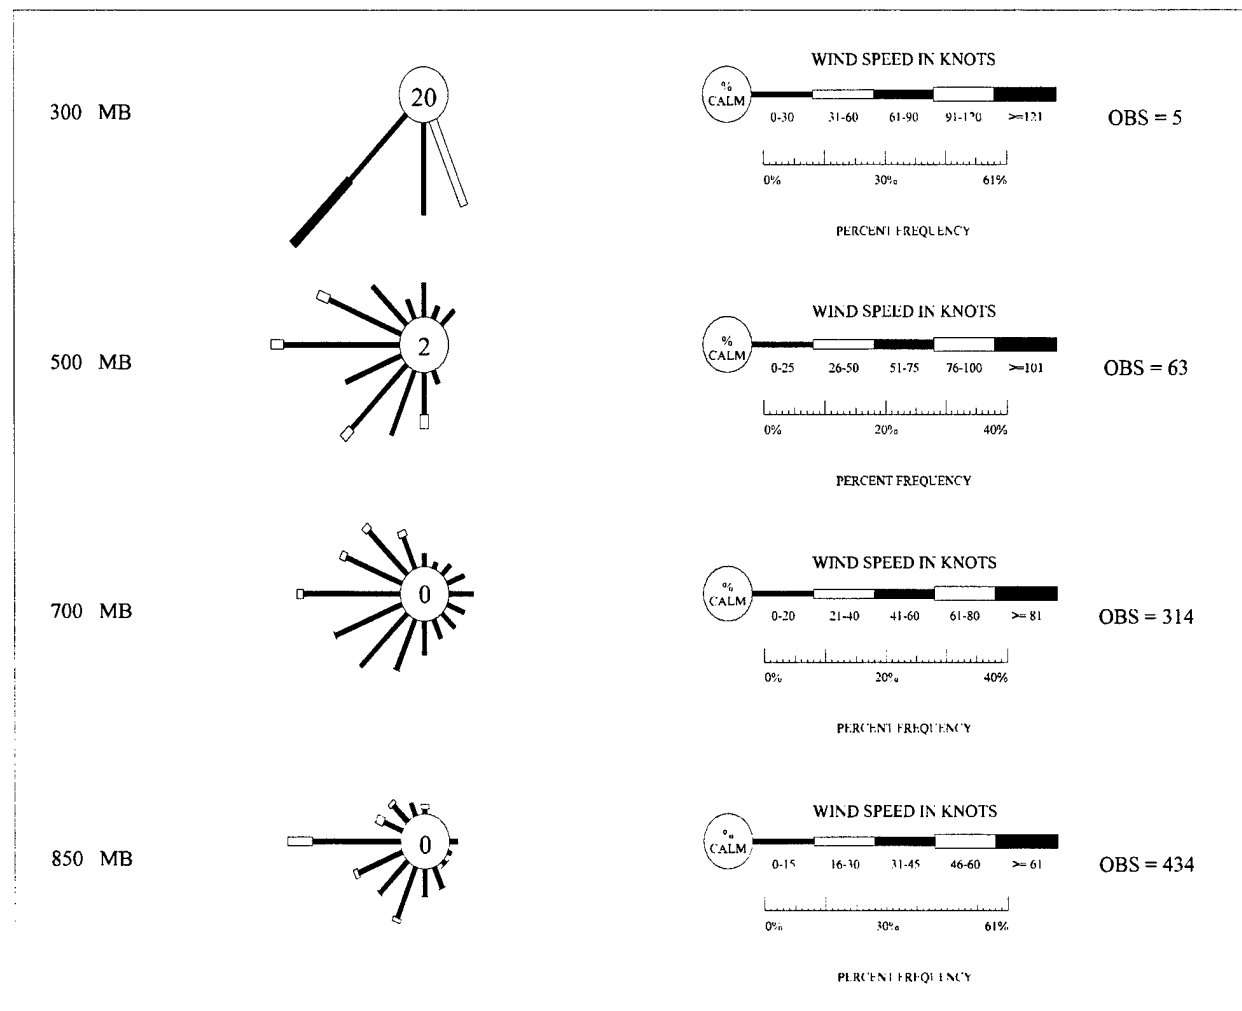 WIND SPEED IN KNOTS
300 MB
20
% CALM
0-30 31-60 61-90 91-120 >=121
OBS = 5
0% 30% 61%
PERCENT FREQUENCY
WIND SPEED IN KNOTS
500 MB
2
% CALM
0-25 26-50 51-75 76-100 >=101
OBS = 63
0% 20% 40%
PERCENT FREQUENCY
WIND SPEED IN KNOTS
700 MB
0
% CALM
0-20 21-40 41-60 61-80 >= 81
OBS = 314
0% 20% 40%
PERCENT FREQUENCY
WIND SPEED IN KNOTS
850 MB
0
% CALM
0-15 16-30 31-45 46-60 >= 61
OBS = 434
0% 30% 61%
PERCENT FREQUENCY